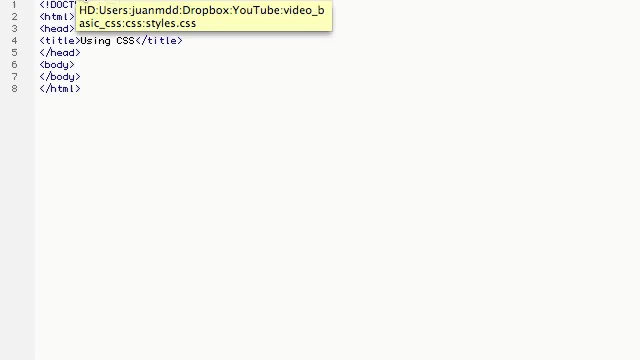 1 <!DOCT
HD:Users:juanmdd:Dropbox:YouTube:video_b
asic_css:css:styles.css
2 <html>
3 <head>
4 <title>Using CSS</title>
5 </head>
6 <body>
7 </body>
8 </html>